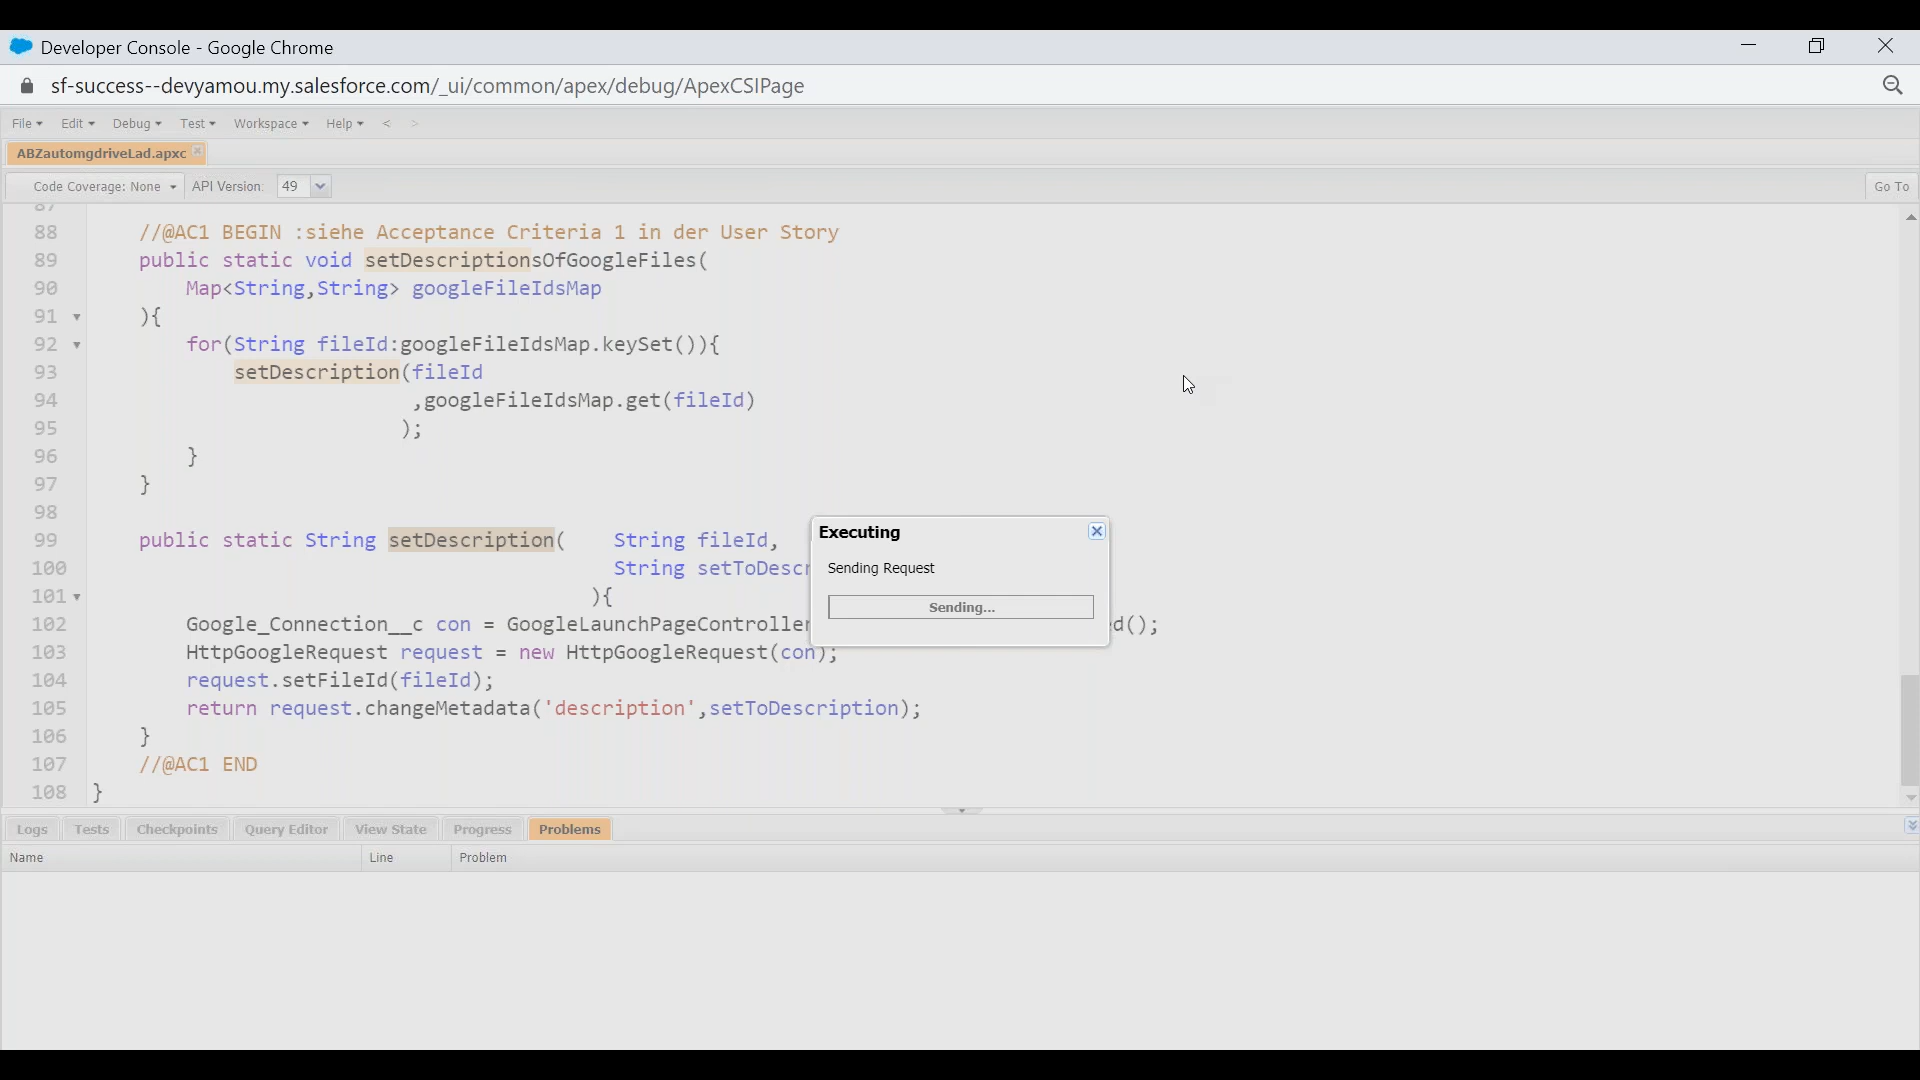 Developer Console - Google Chrome
sf-success--devyamou.my.salesforce.com/_ui/common/apex/debug/ApexCSIPage
File Edit Debug Test Workspace Help < >
ABZautomgdriveLad.apxc
Code Coverage: None API Version: 49 Go To
87
88 //@AC1 BEGIN :siehe Acceptance Criteria 1 in der User Story
89 public static void setDescriptionsOfGoogleFiles(
90 Map<String,String> googleFileIdsMap
91 ){
92 for(String fileId:googleFileIdsMap.keySet()){
93 setDescription(fileId
94 ,googleFileIdsMap.get(fileId)
95 );
96 }
97 }
98
99 public static String setDescription( String fileId,
100 String setToDescr
101 ){
102 Google_Connection__c con = GoogleLaunchPageController d();
103 HttpGoogleRequest request = new HttpGoogleRequest(con);
104 request.setFileId(fileId);
105 return request.changeMetadata('description',setToDescription);
106 }
107 //@AC1 END
108 }
Executing
Sending Request
Sending...
Logs Tests Checkpoints Query Editor View State Progress Problems
Name Line Problem